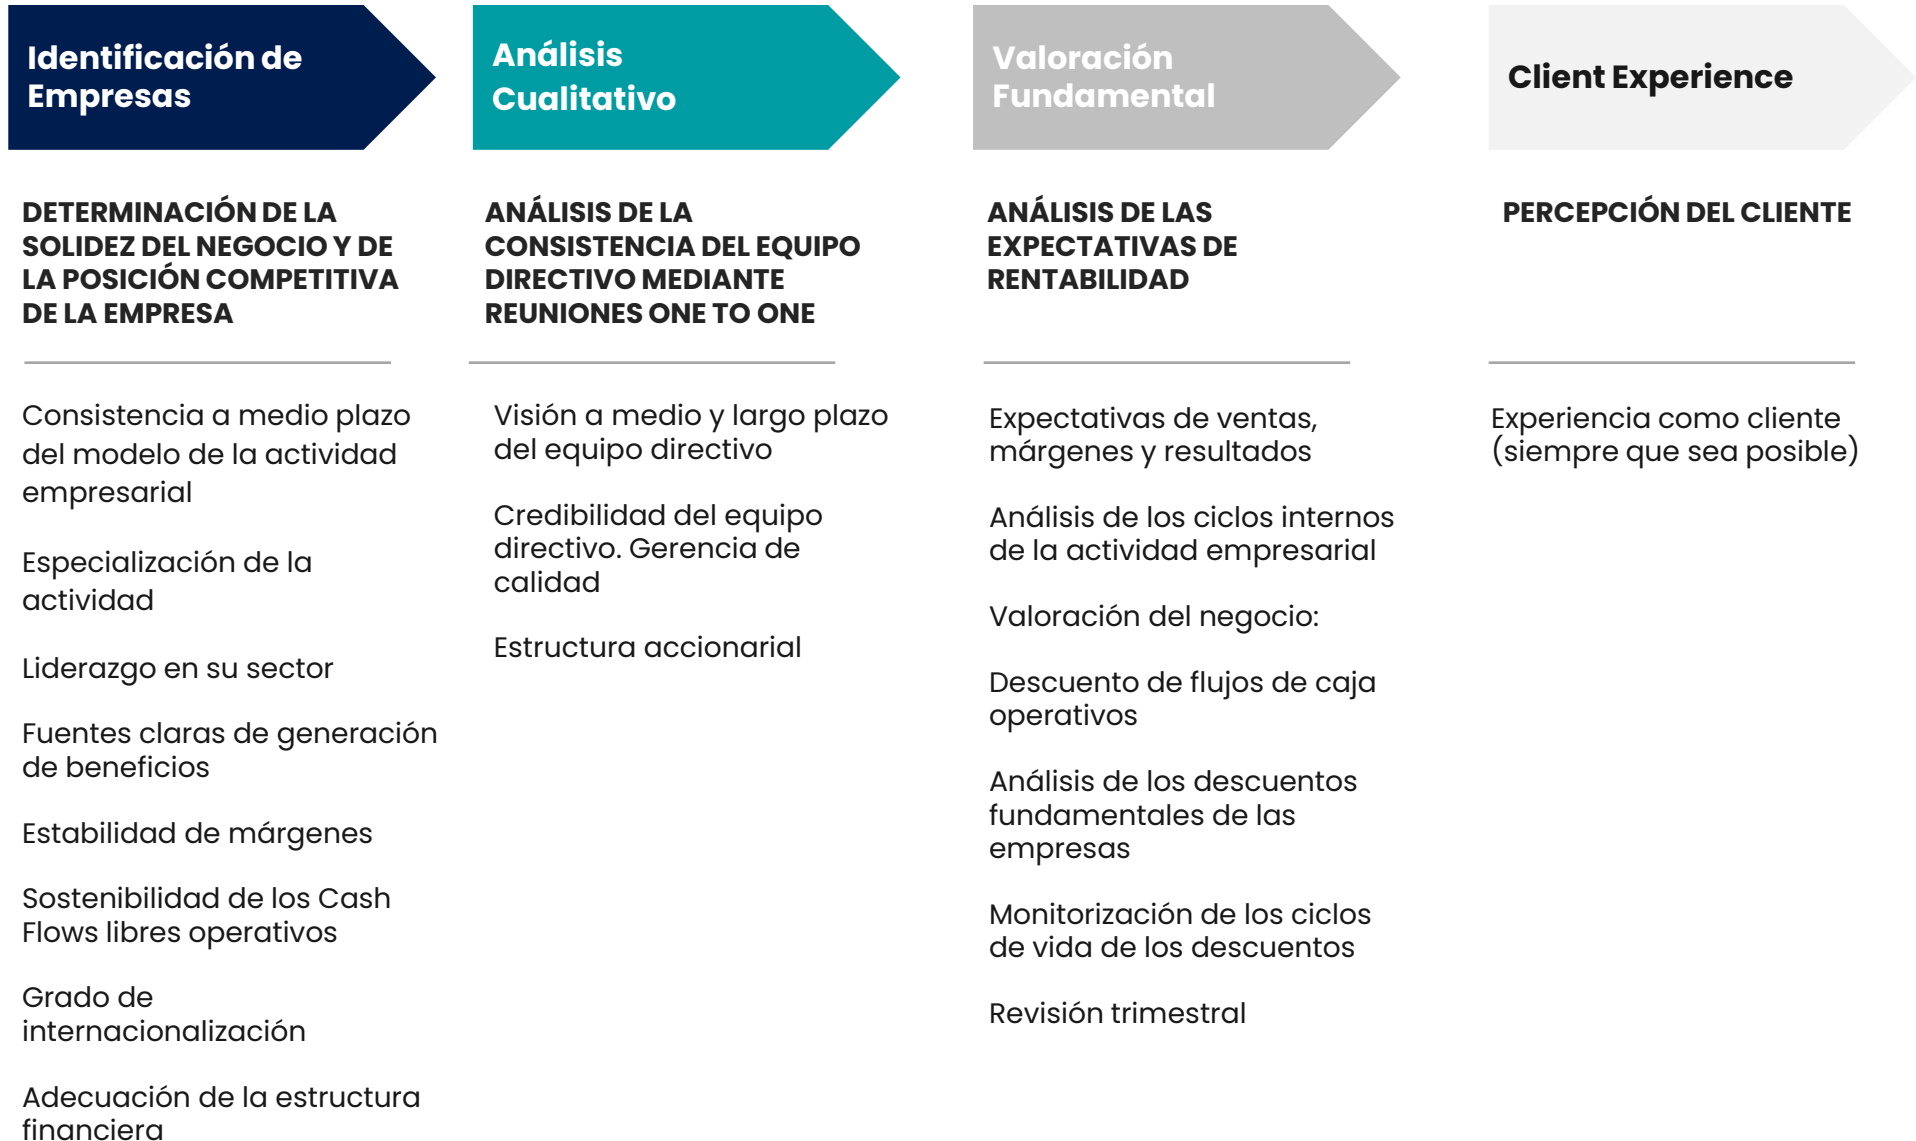 Identificación de
Empresas
DETERMINACIÓN DE LA
SOLIDEZ DEL NEGOCIO Y DE
LA POSICIÓN COMPETITIVA
DE LA EMPRESA
Consistencia a medio plazo
del modelo de la actividad
empresarial
Especialización de la
actividad
Liderazgo en su sector
Fuentes claras de generación
de beneficios
Estabilidad de márgenes
Sostenibilidad de los Cash
Flows libres operativos
Grado de
internacionalización
Adecuación de la estructura
financiera
Análisis
Cualitativo
ANÁLISIS DE LA
CONSISTENCIA DEL EQUIPO
DIRECTIVO MEDIANTE
REUNIONES ONE TO ONE
Visión a medio y largo plazo
del equipo directivo
Credibilidad del equipo
directivo. Gerencia de
calidad
Estructura accionarial
Valoración
Fundamental
ANÁLISIS DE LAS
EXPECTATIVAS DE
RENTABILIDAD
Expectativas de ventas,
márgenes y resultados
Análisis de los ciclos internos
de la actividad empresarial
Valoración del negocio:
Descuento de flujos de caja
operativos
Análisis de los descuentos
fundamentales de las
empresas
Monitorización de los ciclos
de vida de los descuentos
Revisión trimestral
Client Experience
PERCEPCIÓN DEL CLIENTE
Experiencia como cliente
(siempre que sea posible)